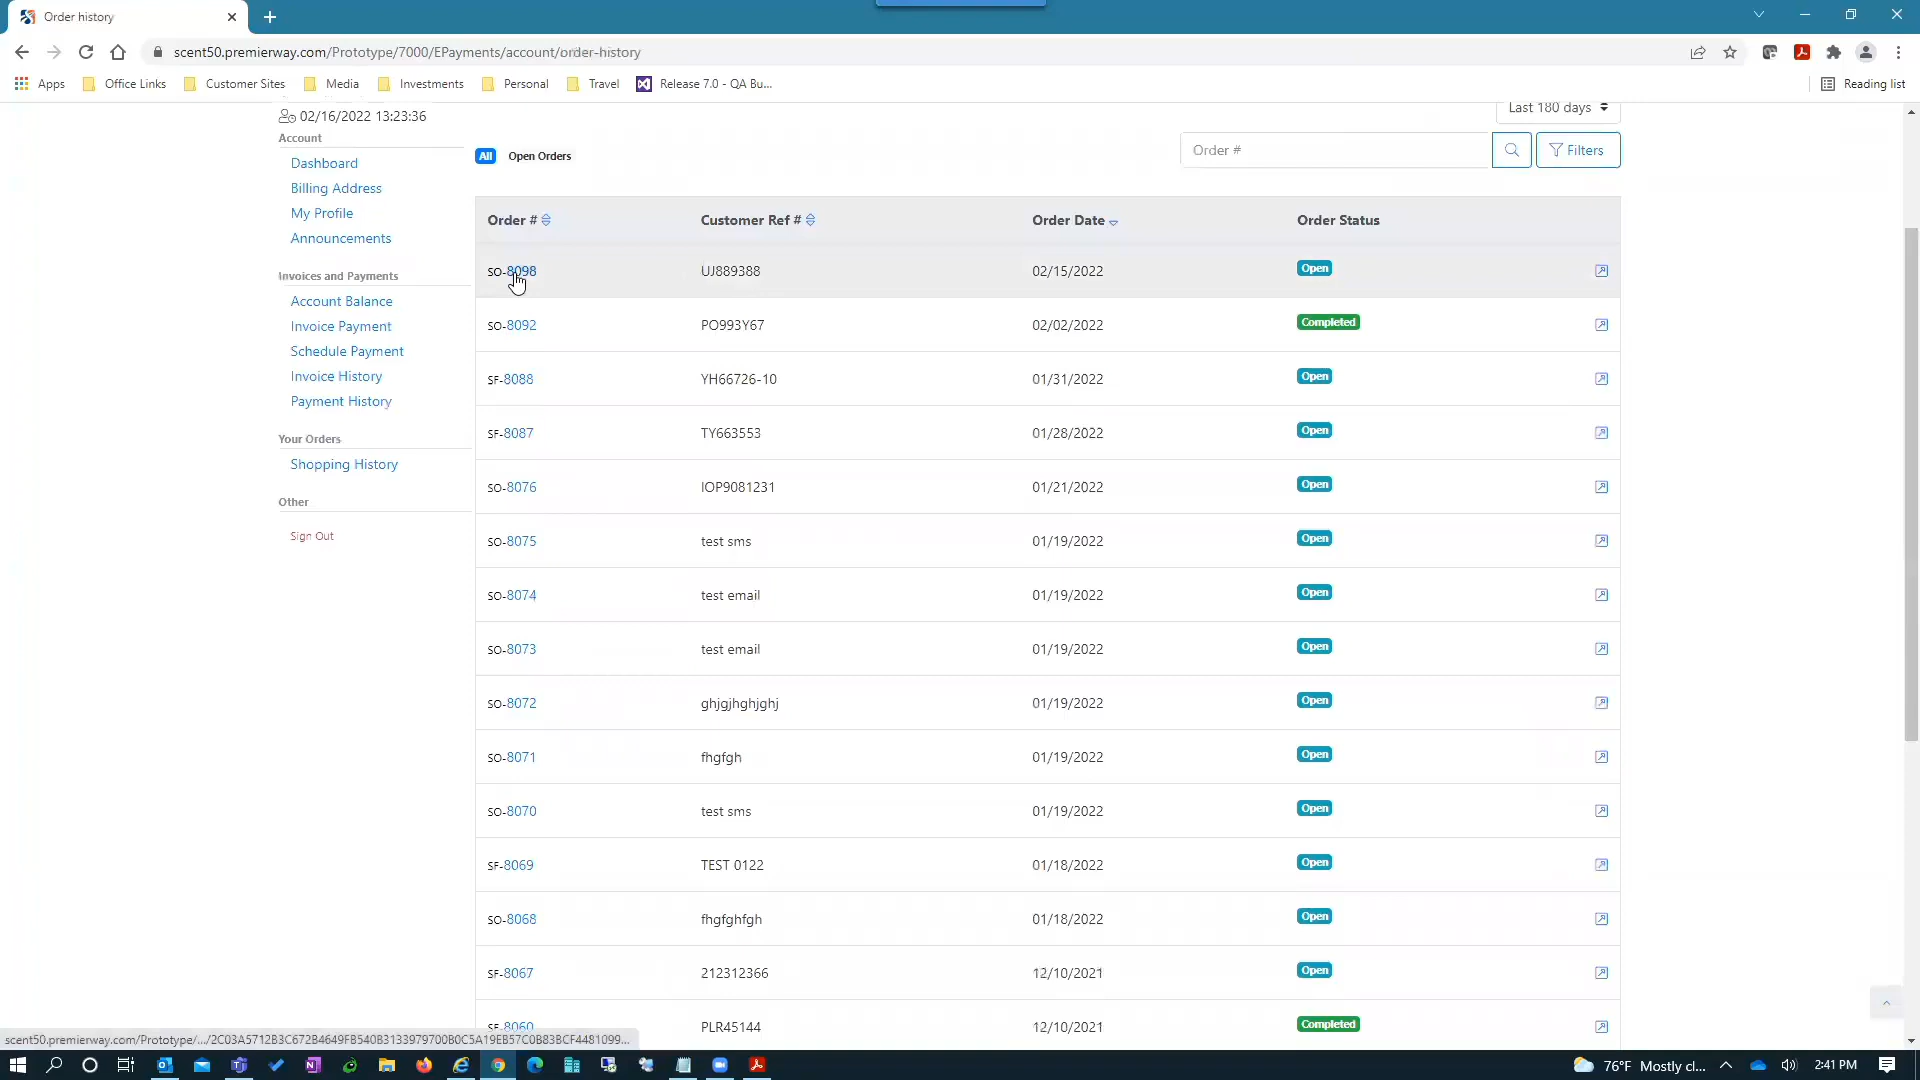 Order history
scent50.premierway.com/Prototype/7000/EPayments/account/order-history
Apps Office Links Customer Sites Media Investments Personal Travel Release 7.0 - QA Bu... Reading list
02/16/2022 13:23:36
Last 180 days
Account
Dashboard
Billing Address
My Profile
Announcements
Invoices and Payments
Account Balance
Invoice Payment
Schedule Payment
Invoice History
Payment History
Your Orders
Shopping History
Other
Sign Out
All Open Orders Order # Filters
Order # Customer Ref # Order Date Order Status
SO-8098 UJ889388 02/15/2022 Open
SO-8092 PO993Y67 02/02/2022 Completed
SF-8088 YH66726-10 01/31/2022 Open
SF-8087 TY663553 01/28/2022 Open
SO-8076 IOP9081231 01/21/2022 Open
SO-8075 test sms 01/19/2022 Open
SO-8074 test email 01/19/2022 Open
SO-8073 test email 01/19/2022 Open
SO-8072 ghjgjhghjghj 01/19/2022 Open
SO-8071 fhgfgh 01/19/2022 Open
SO-8070 test sms 01/19/2022 Open
SF-8069 TEST 0122 01/18/2022 Open
SO-8068 fhgfghfgh 01/18/2022 Open
SF-8067 212312366 12/10/2021 Open
SF-8060 PLR45144 12/10/2021 Completed
scent50.premierway.com/Prototype/.../2C03A5712B3C672B4649FB540B3133979700B0C5A19EB57C0B83BCF4481099...
76°F Mostly cl... 2:41 PM